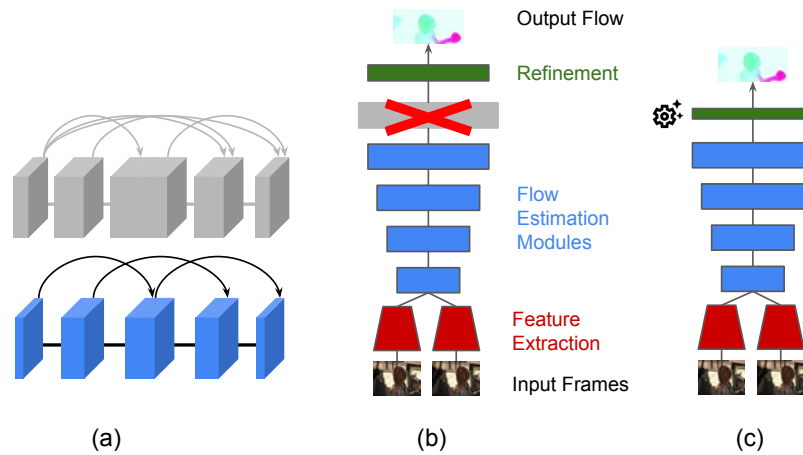 Output Flow
Refinement
Flow
Estimation
Modules
Feature
Extraction
Input Frames
(a)
(b)
(c)